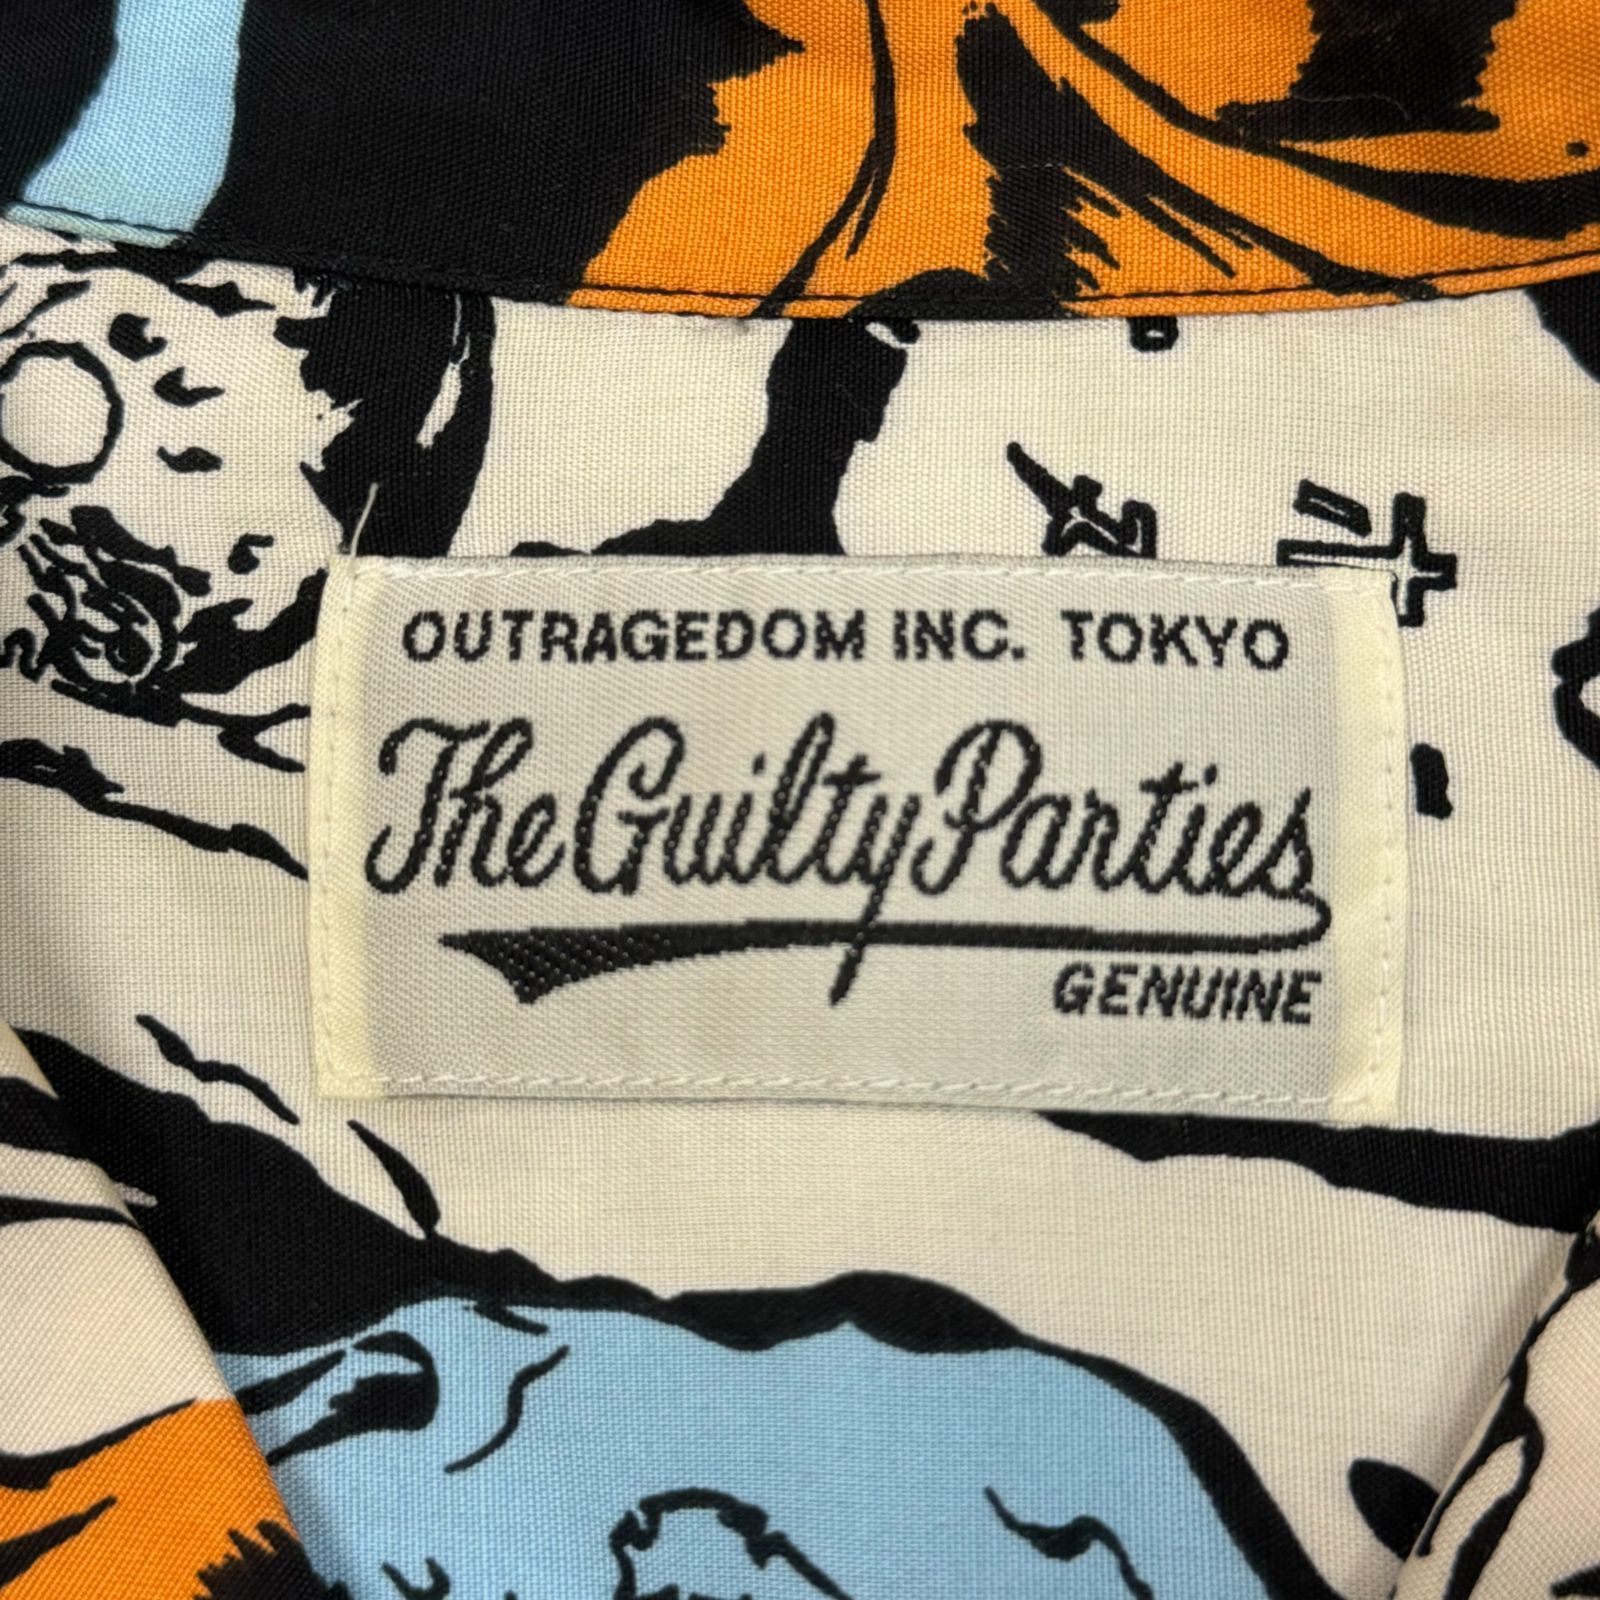 OUTRAGEDOM INC. TOKYO
The Guilty Parties
GENUINE